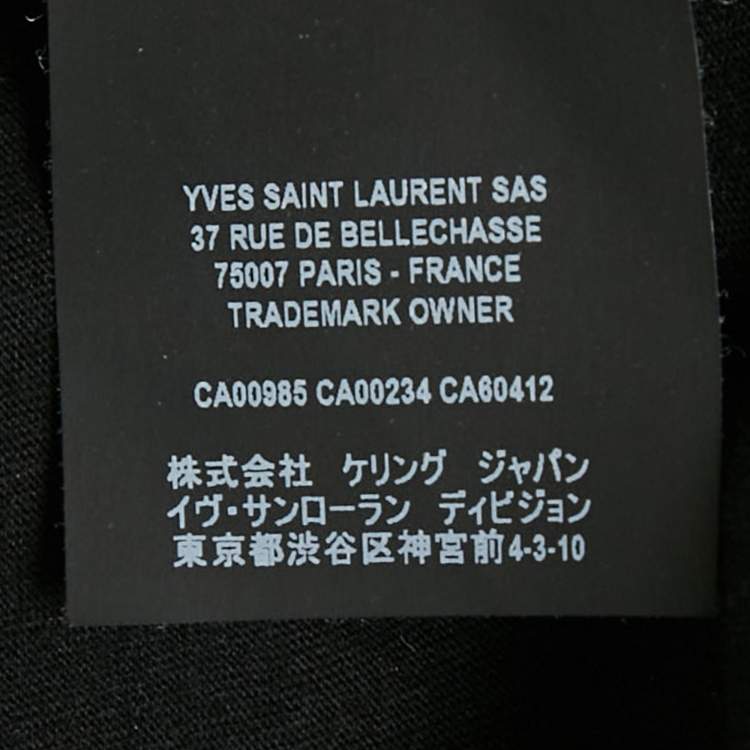 YVES SAINT LAURENT SAS
37 RUE DE BELLECHASSE
75007 PARIS - FRANCE
TRADEMARK OWNER
CA00985 CA00234 CA60412
株式会社 ケリング ジャパン
イヴ・サンローラン ディビジョン
東京都渋谷区神宮前4-3-10